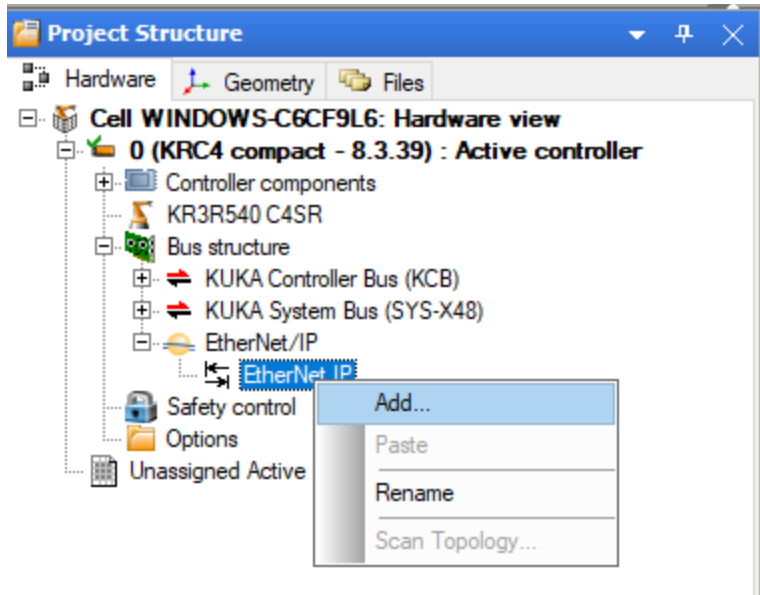 Project Structure
Hardware Geometry Files
Cell WINDOWS-C6CF9L6: Hardware view
0 (KRC4 compact - 8.3.39) : Active controller
Controller components
KR3R540 C4SR
Bus structure
KUKA Controller Bus (KCB)
KUKA System Bus (SYS-X48)
EtherNet/IP
EtherNet IP
Safety control
Options
Unassigned Active
Add...
Paste
Rename
Scan Topology...